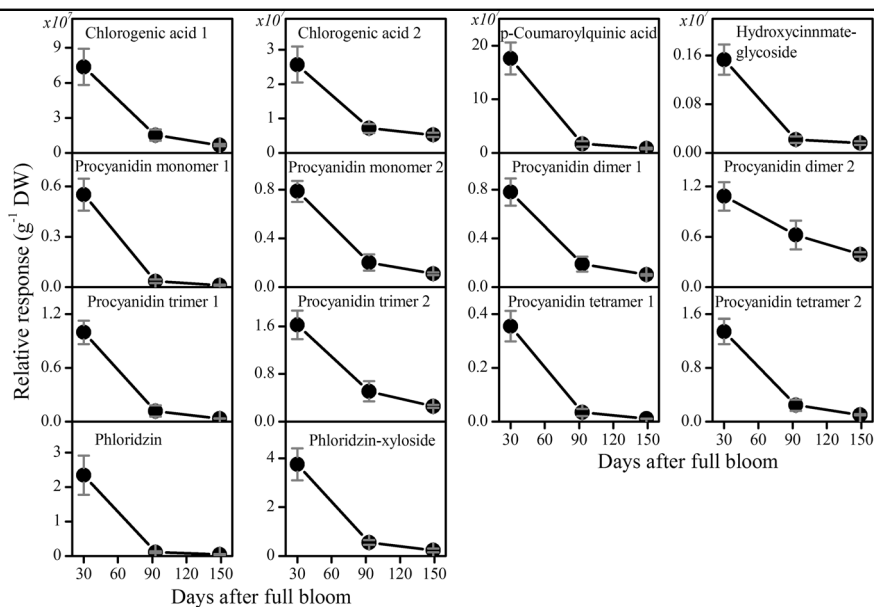 x10⁷
Chlorogenic acid 1
9
6
3
0
x10⁷
Chlorogenic acid 2
3
2
1
0
x10⁷
p-Coumaroylquinic acid
20
10
0
x10⁷
Hydroxycinnmate-
glycoside
0.16
0.08
0.00
Procyanidin monomer 1
0.6
0.3
0.0
Procyanidin monomer 2
0.8
0.4
0.0
Procyanidin dimer 1
0.8
0.4
0.0
Procyanidin dimer 2
1.2
0.6
0.0
Procyanidin trimer 1
1.2
0.6
0.0
Procyanidin trimer 2
1.6
0.8
0.0
Procyanidin tetramer 1
0.4
0.2
0.0
30 60 90 120 150
Procyanidin tetramer 2
1.6
0.8
0.0
30 60 90 120 150
Days after full bloom
Phloridzin
3
2
1
0
30 60 90 120 150
Phloridzin-xyloside
4
2
0
30 60 90 120 150
Days after full bloom
Relative response (g⁻¹ DW)